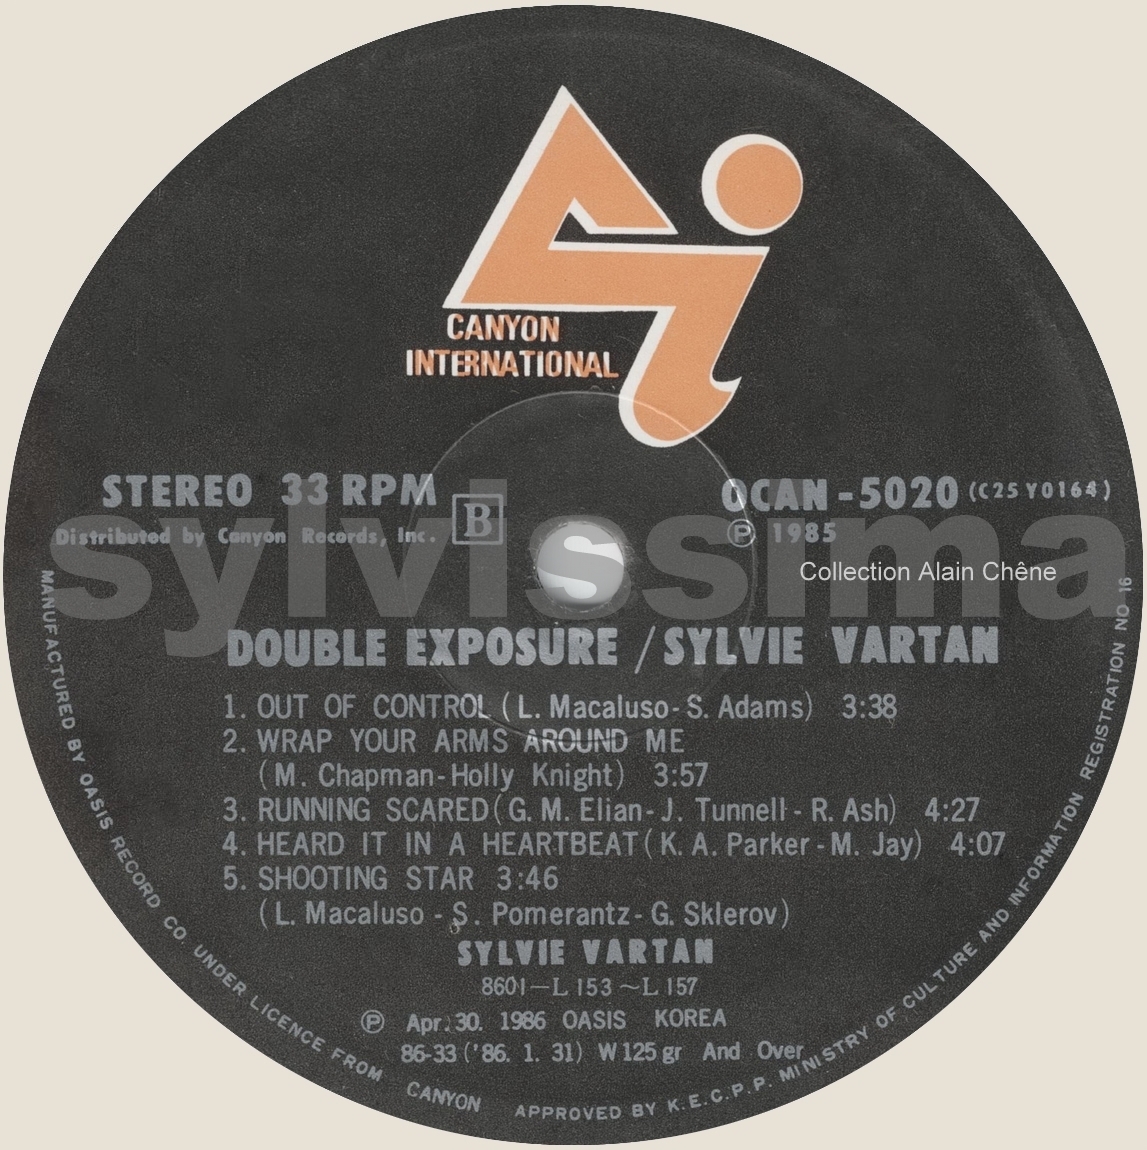 CANYON
INTERNATIONAL
STEREO 33 RPM
OCAN-5020 (C25Y0164)
Distributed by Canyon Records, Inc.
B
Ⓟ 1985
sylvissima
Collection Alain Chêne
DOUBLE EXPOSURE / SYLVIE VARTAN
1. OUT OF CONTROL (L. Macaluso-S. Adams) 3:38
2. WRAP YOUR ARMS AROUND ME
(M. Chapman-Holly Knight) 3:57
3. RUNNING SCARED (G. M. Elian-J. Tunnell-R. Ash) 4:27
4. HEARD IT IN A HEARTBEAT (K. A. Parker-M. Jay) 4:07
5. SHOOTING STAR 3:46
(L. Macaluso-S. Pomerantz-G. Sklerov)
SYLVIE VARTAN
8601-L153~L157
Ⓟ Apr. 30. 1986 OASIS KOREA
86-33 ('86. 1. 31) W125gr And Over
MANUFACTURED BY OASIS RECORD CO. UNDER LICENCE FROM CANYON
APPROVED BY K.E.C.P.P. MINISTRY OF CULTURE AND INFORMATION REGISTRATION NO 16